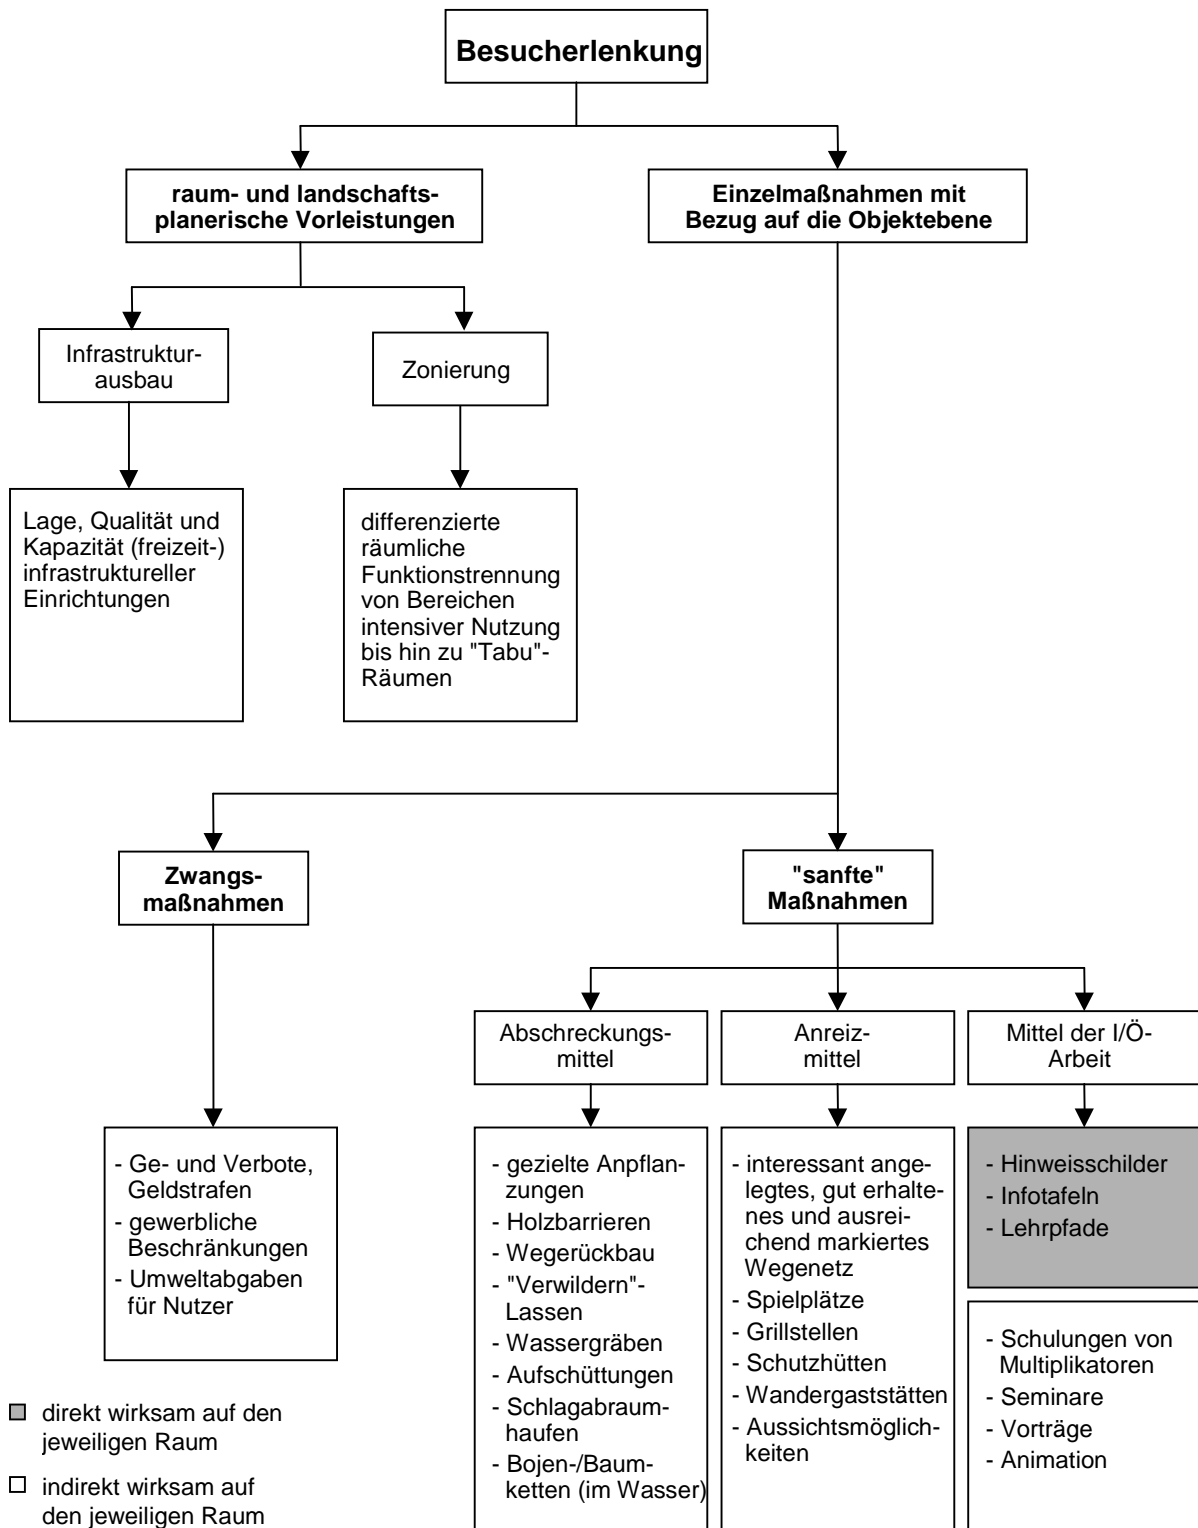 Besucherlenkung
raum- und landschafts-
planerische Vorleistungen
Einzelmaßnahmen mit
Bezug auf die Objektebene
Infrastruktur-
ausbau
Zonierung
Lage, Qualität und
Kapazität (freizeit-)
infrastruktureller
Einrichtungen
differenzierte
räumliche
Funktionstrennung
von Bereichen
intensiver Nutzung
bis hin zu "Tabu"-
Räumen
Zwangs-
maßnahmen
"sanfte"
Maßnahmen
Abschreckungs-
mittel
Anreiz-
mittel
Mittel der I/Ö-
Arbeit
- Ge- und Verbote,
Geldstrafen
- gewerbliche
Beschränkungen
- Umweltabgaben
für Nutzer
- gezielte Anpflan-
zungen
- Holzbarrieren
- Wegerückbau
- "Verwildern"-
Lassen
- Wassergräben
- Aufschüttungen
- Schlagabraum-
haufen
- Bojen-/Baum-
ketten (im Wasser)
- interessant ange-
legtes, gut erhalte-
nes und ausrei-
chend markiertes
Wegenetz
- Spielplätze
- Grillstellen
- Schutzhütten
- Wandergaststätten
- Aussichtsmöglich-
keiten
- Hinweisschilder
- Infotafeln
- Lehrpfade
- Schulungen von
Multiplikatoren
- Seminare
- Vorträge
- Animation
direkt wirksam auf den
jeweiligen Raum
indirekt wirksam auf
den jeweiligen Raum